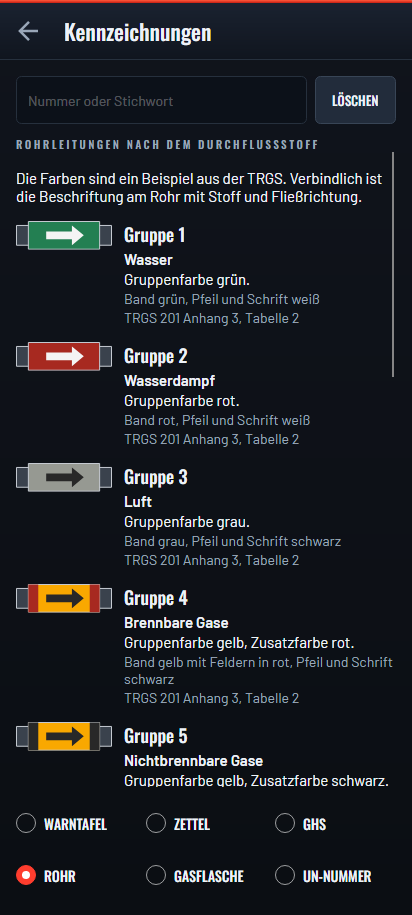 Kennzeichnungen
Nummer oder Stichwort
LÖSCHEN
ROHRLEITUNGEN NACH DEM DURCHFLUSSSTOFF
Die Farben sind ein Beispiel aus der TRGS. Verbindlich ist
die Beschriftung am Rohr mit Stoff und Fließrichtung.
Gruppe 1
Wasser
Gruppenfarbe grün.
Band grün, Pfeil und Schrift weiß
TRGS 201 Anhang 3, Tabelle 2
Gruppe 2
Wasserdampf
Gruppenfarbe rot.
Band rot, Pfeil und Schrift weiß
TRGS 201 Anhang 3, Tabelle 2
Gruppe 3
Luft
Gruppenfarbe grau.
Band grau, Pfeil und Schrift schwarz
TRGS 201 Anhang 3, Tabelle 2
Gruppe 4
Brennbare Gase
Gruppenfarbe gelb, Zusatzfarbe rot.
Band gelb mit Feldern in rot, Pfeil und Schrift
schwarz
TRGS 201 Anhang 3, Tabelle 2
Gruppe 5
Nichtbrennbare Gase
Gruppenfarbe gelb, Zusatzfarbe schwarz.
WARNTAFEL
ZETTEL
GHS
ROHR
GASFLASCHE
UN-NUMMER